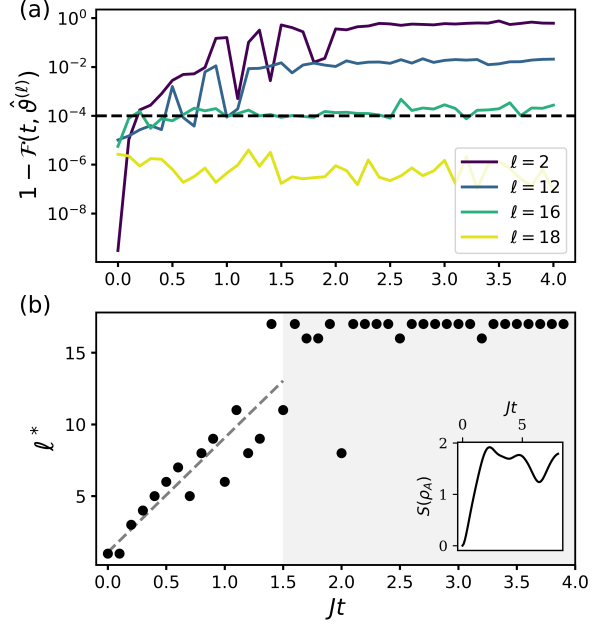 (a)
10⁰
10⁻²
10⁻⁴
10⁻⁶
10⁻⁸
1 − ℱ(t, ϑ̂^(ℓ))
ℓ = 2
ℓ = 12
ℓ = 16
ℓ = 18
0.0 0.5 1.0 1.5 2.0 2.5 3.0 3.5 4.0
(b)
15
10
5
ℓ*
Jt
0 5
2
1
0
S(ρ_A)
0.0 0.5 1.0 1.5 2.0 2.5 3.0 3.5 4.0
Jt